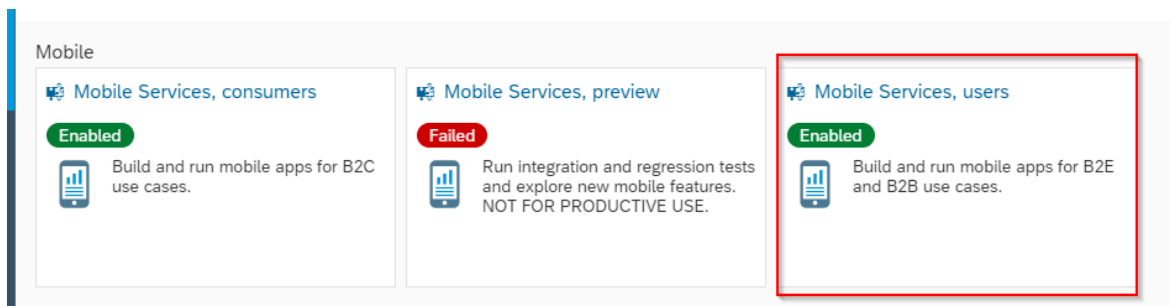 Mobile
Mobile Services, consumers
Enabled
Build and run mobile apps for B2C
use cases.
Mobile Services, preview
Failed
Run integration and regression tests
and explore new mobile features.
NOT FOR PRODUCTIVE USE.
Mobile Services, users
Enabled
Build and run mobile apps for B2E
and B2B use cases.